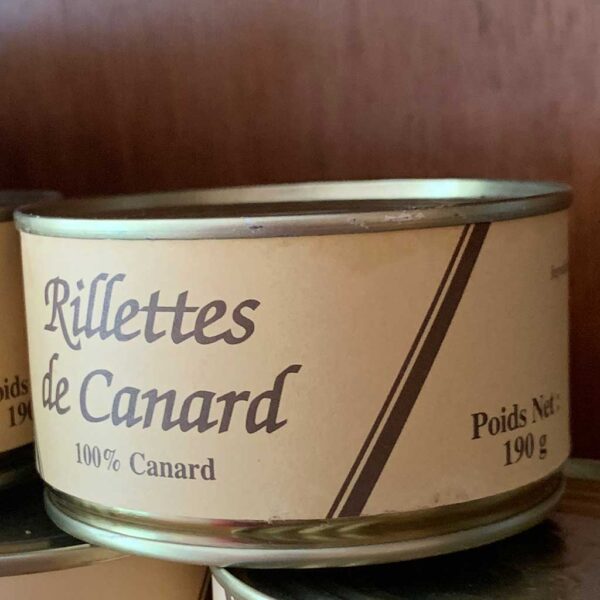 Rillettes
de Canard
100% Canard
Poids Net :
190 g